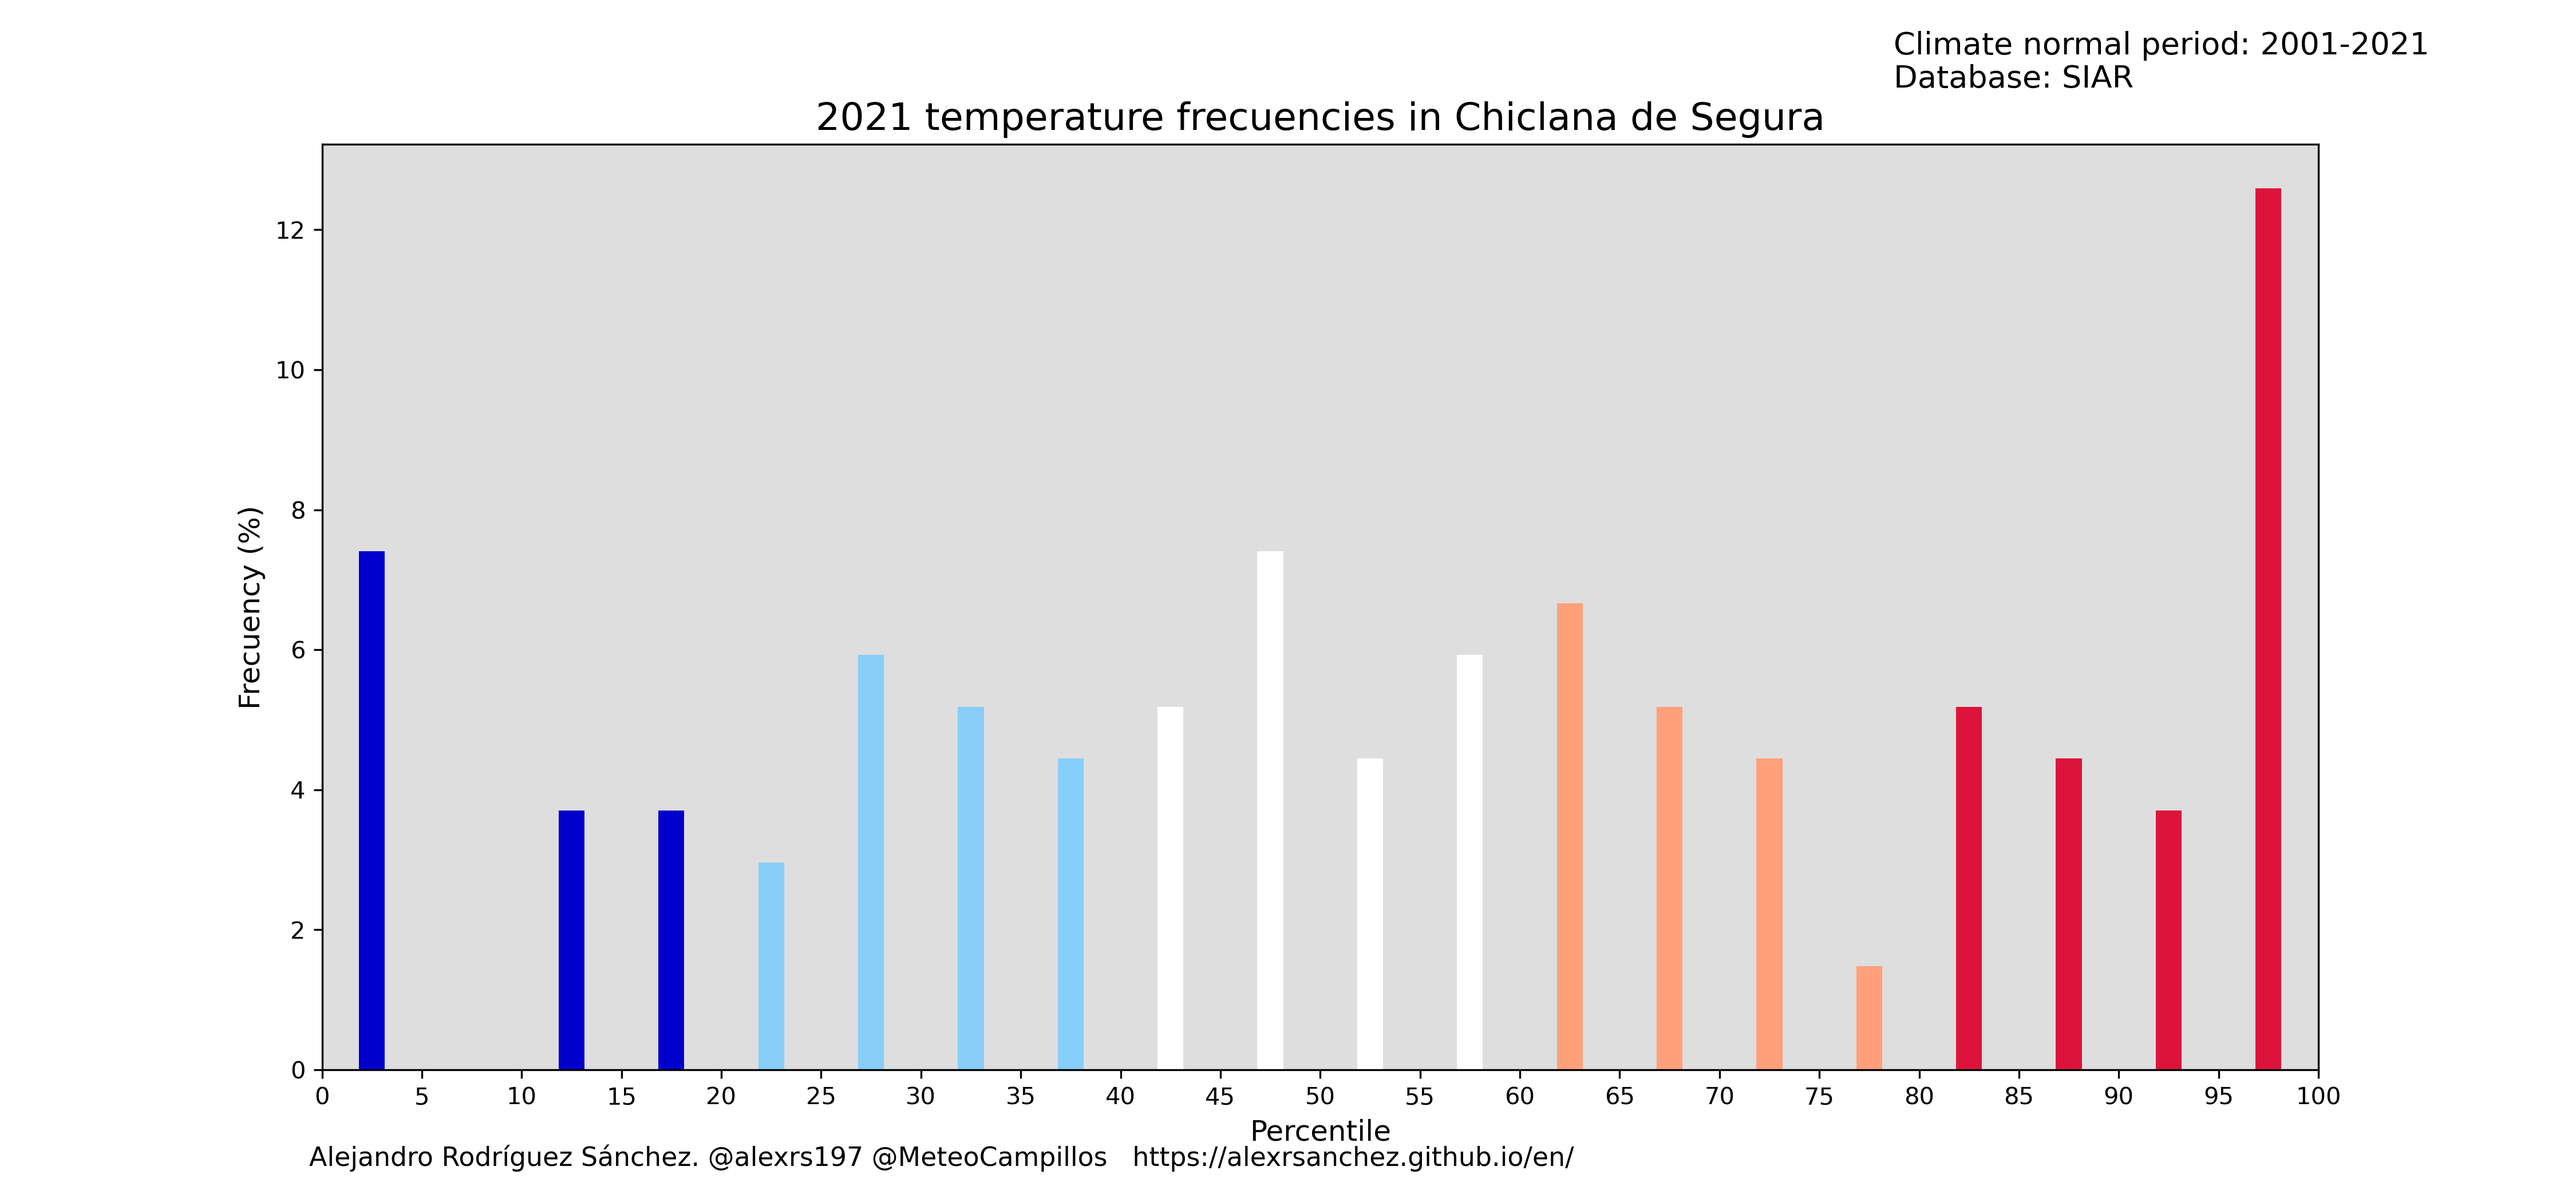 Climate normal period: 2001-2021
Database: SIAR
2021 temperature frecuencies in Chiclana de Segura
Frecuency (%)
12
10
8
6
4
2
0
0 5 10 15 20 25 30 35 40 45 50 55 60 65 70 75 80 85 90 95 100
Percentile
Alejandro Rodríguez Sánchez. @alexrs197 @MeteoCampillos https://alexrsanchez.github.io/en/